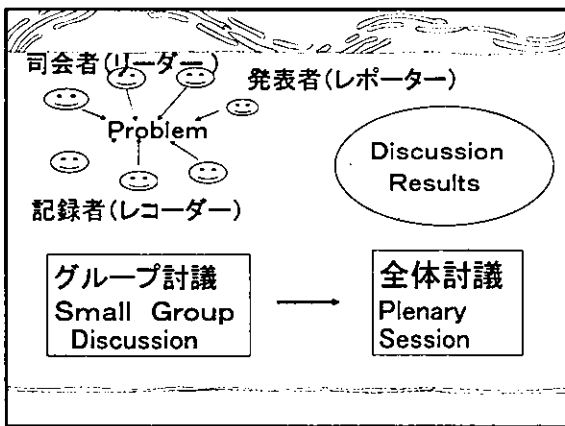 司会者(リーダー)
発表者(レポーター)
Problem
記録者(レコーダー)
Discussion
Results
グループ討議
Small Group
Discussion
全体討議
Plenary
Session